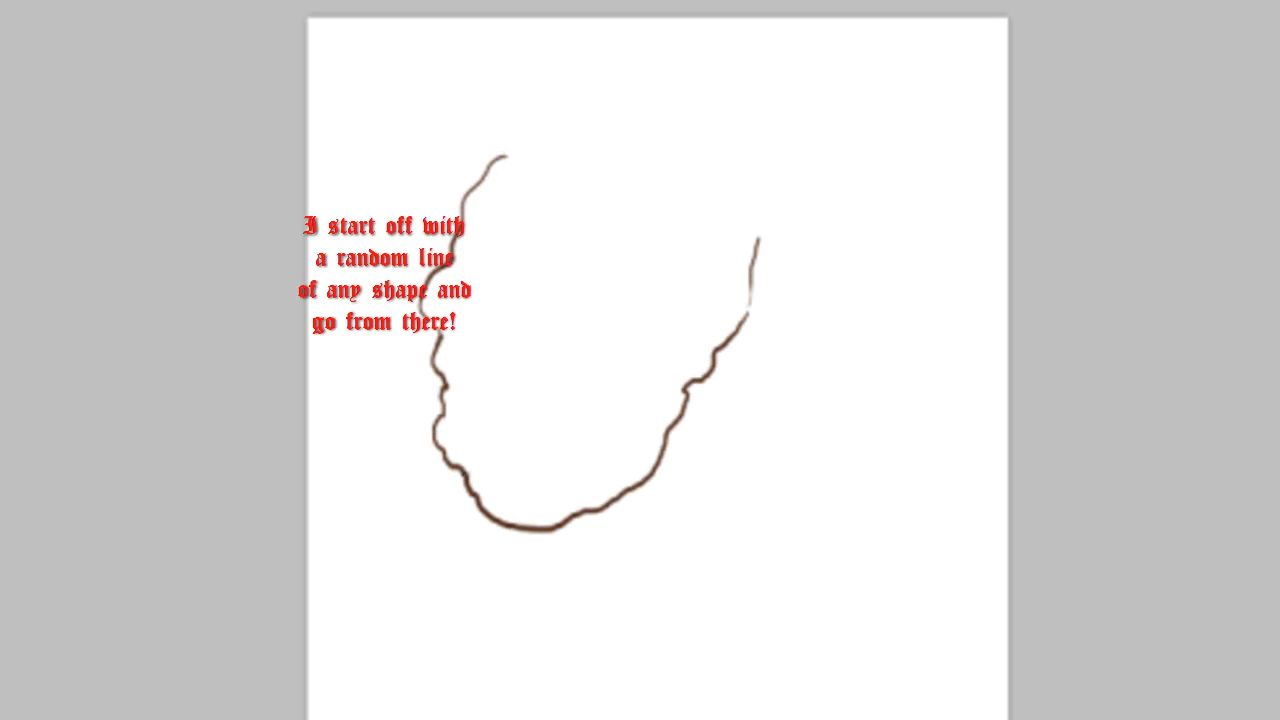 I start off with
a random line
of any shape and
go from there!